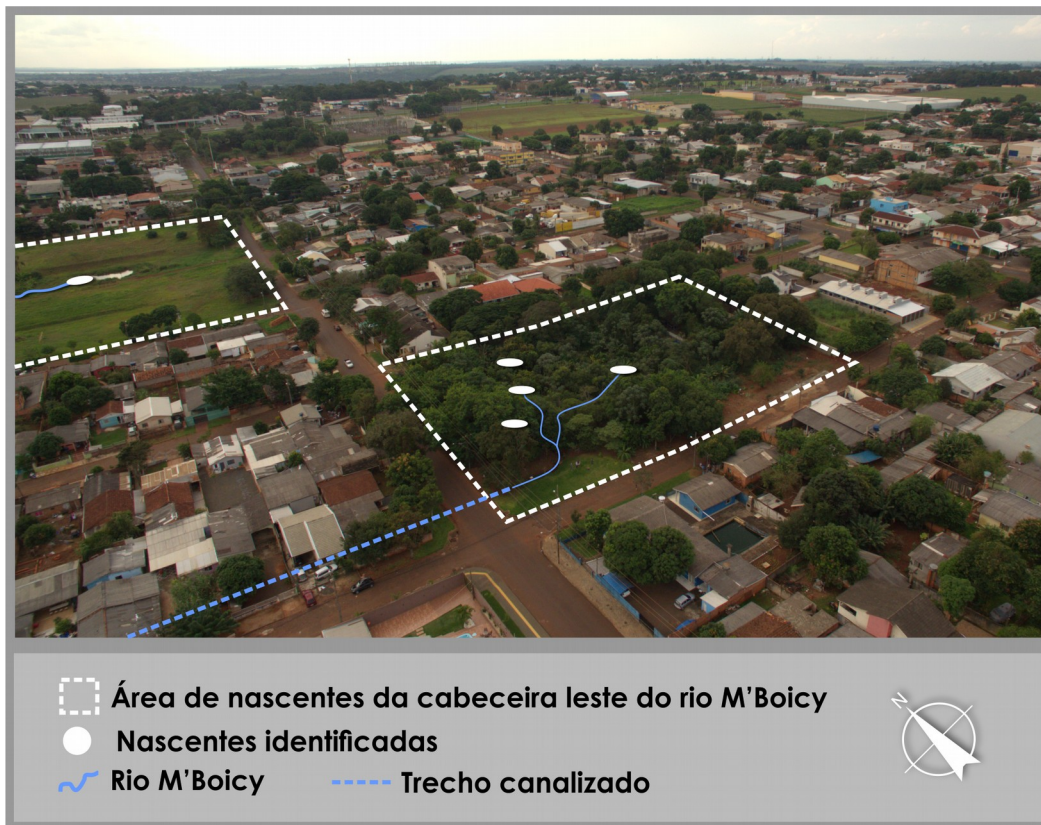 Área de nascentes da cabeceira leste do rio M'Boicy
Nascentes identificadas
Rio M'Boicy
Trecho canalizado
N